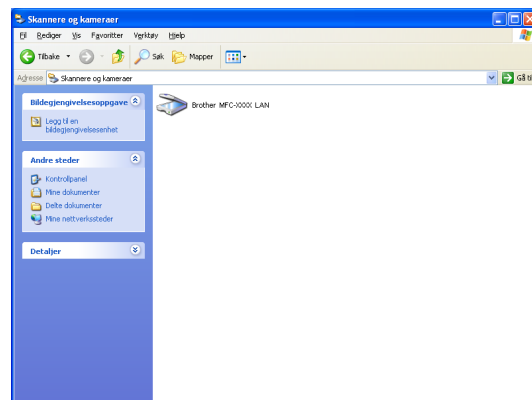 Skannere og kameraer
Fil Rediger Vis Favoritter Verktøy Hjelp
Tilbake Søk Mapper
Adresse Skannere og kameraer Gå til
Bildegjengivelsesoppgave
Legg til en
bildegjengivelsesenhet
Andre steder
Kontrollpanel
Mine dokumenter
Delte dokumenter
Mine nettverkssteder
Detaljer
Brother MFC-XXXX LAN